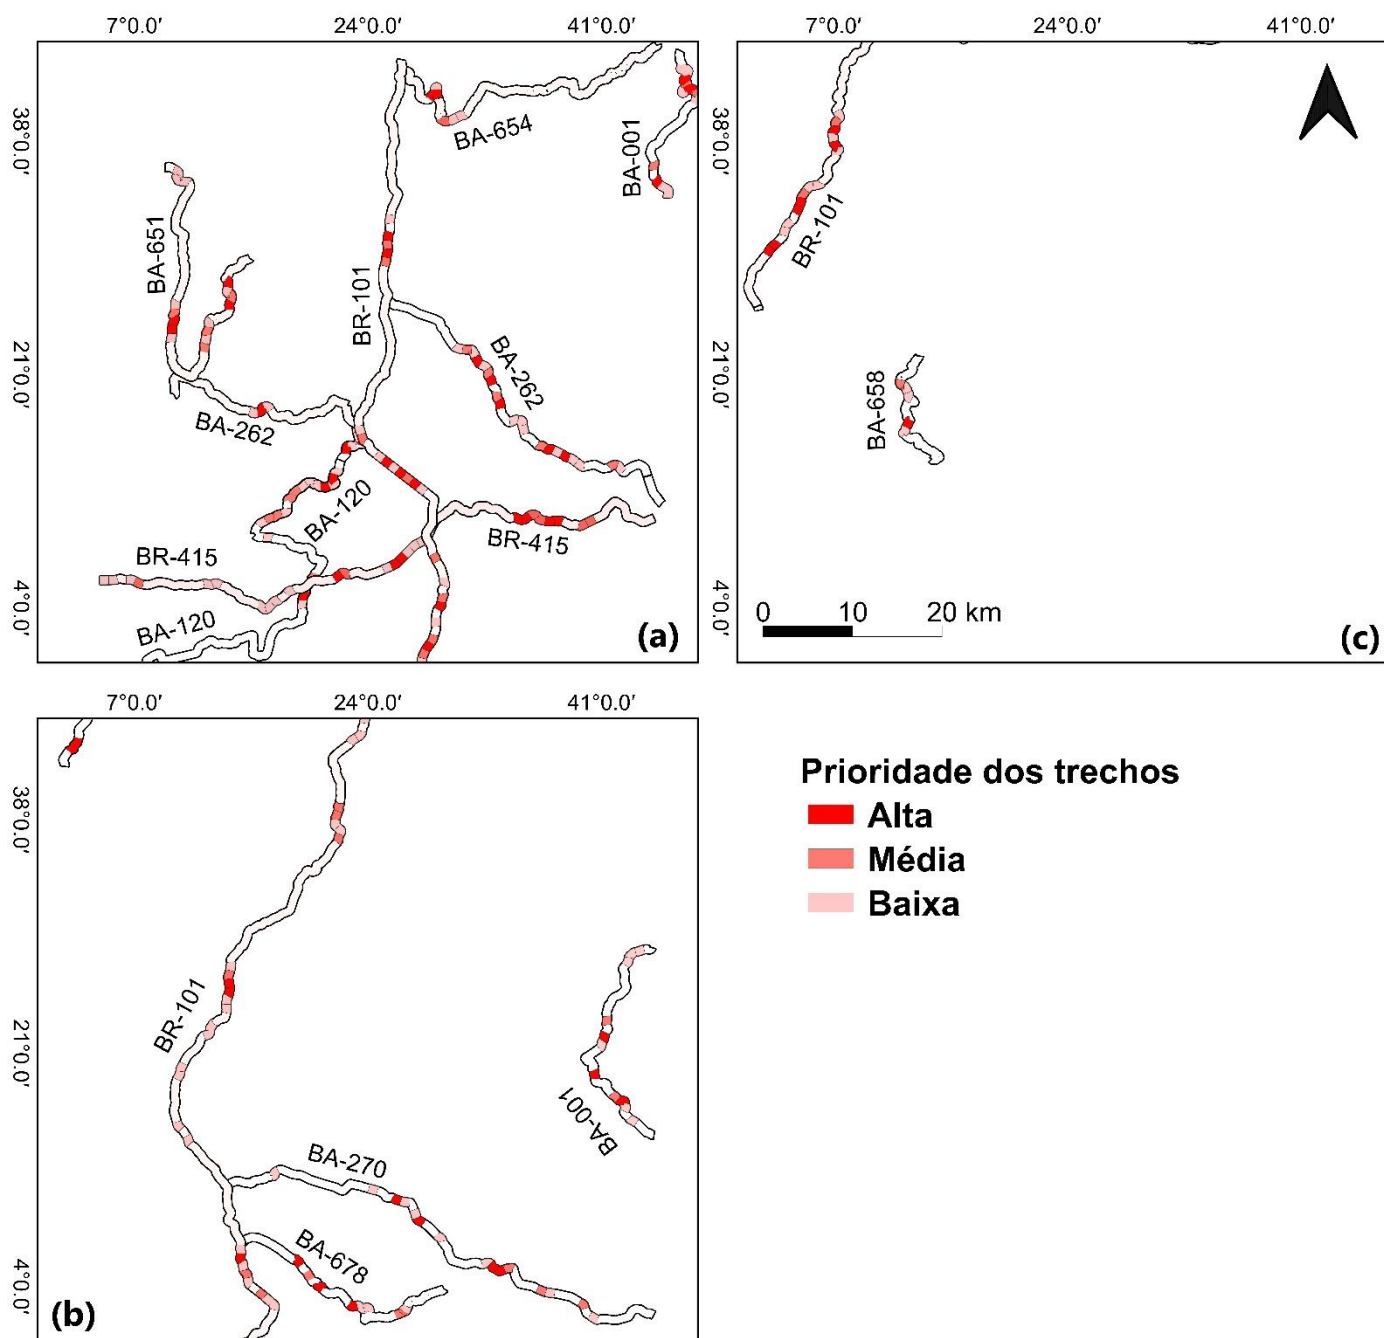 7°0.0′ 24°0.0′ 41°0.0′
7°0.0′ 24°0.0′ 41°0.0′
38°0.0′
21°0.0′
4°0.0′
BA-654
BA-001
BA-651
BR-101
BA-262
BA-262
BA-120
BR-415
BR-415
BA-120
(a)
38°0.0′
21°0.0′
4°0.0′
BR-101
BA-658
0 10 20 km
(c)
7°0.0′ 24°0.0′ 41°0.0′
38°0.0′
21°0.0′
4°0.0′
BR-101
BA-001
BA-270
BA-678
(b)
Prioridade dos trechos
Alta
Média
Baixa